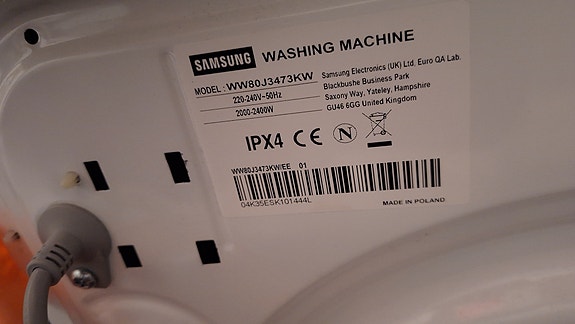 SAMSUNG WASHING MACHINE
MODEL : WW80J3473KW
220-240V~50Hz
2000-2400W
Samsung Electronics (UK) Ltd. Euro QA Lab.
Blackbushe Business Park
Saxony Way, Yateley, Hampshire
GU46 6GG United Kingdom
IPX4 CE N
WW80J3473KW/EE 01
04K35ESK101444L
MADE IN POLAND